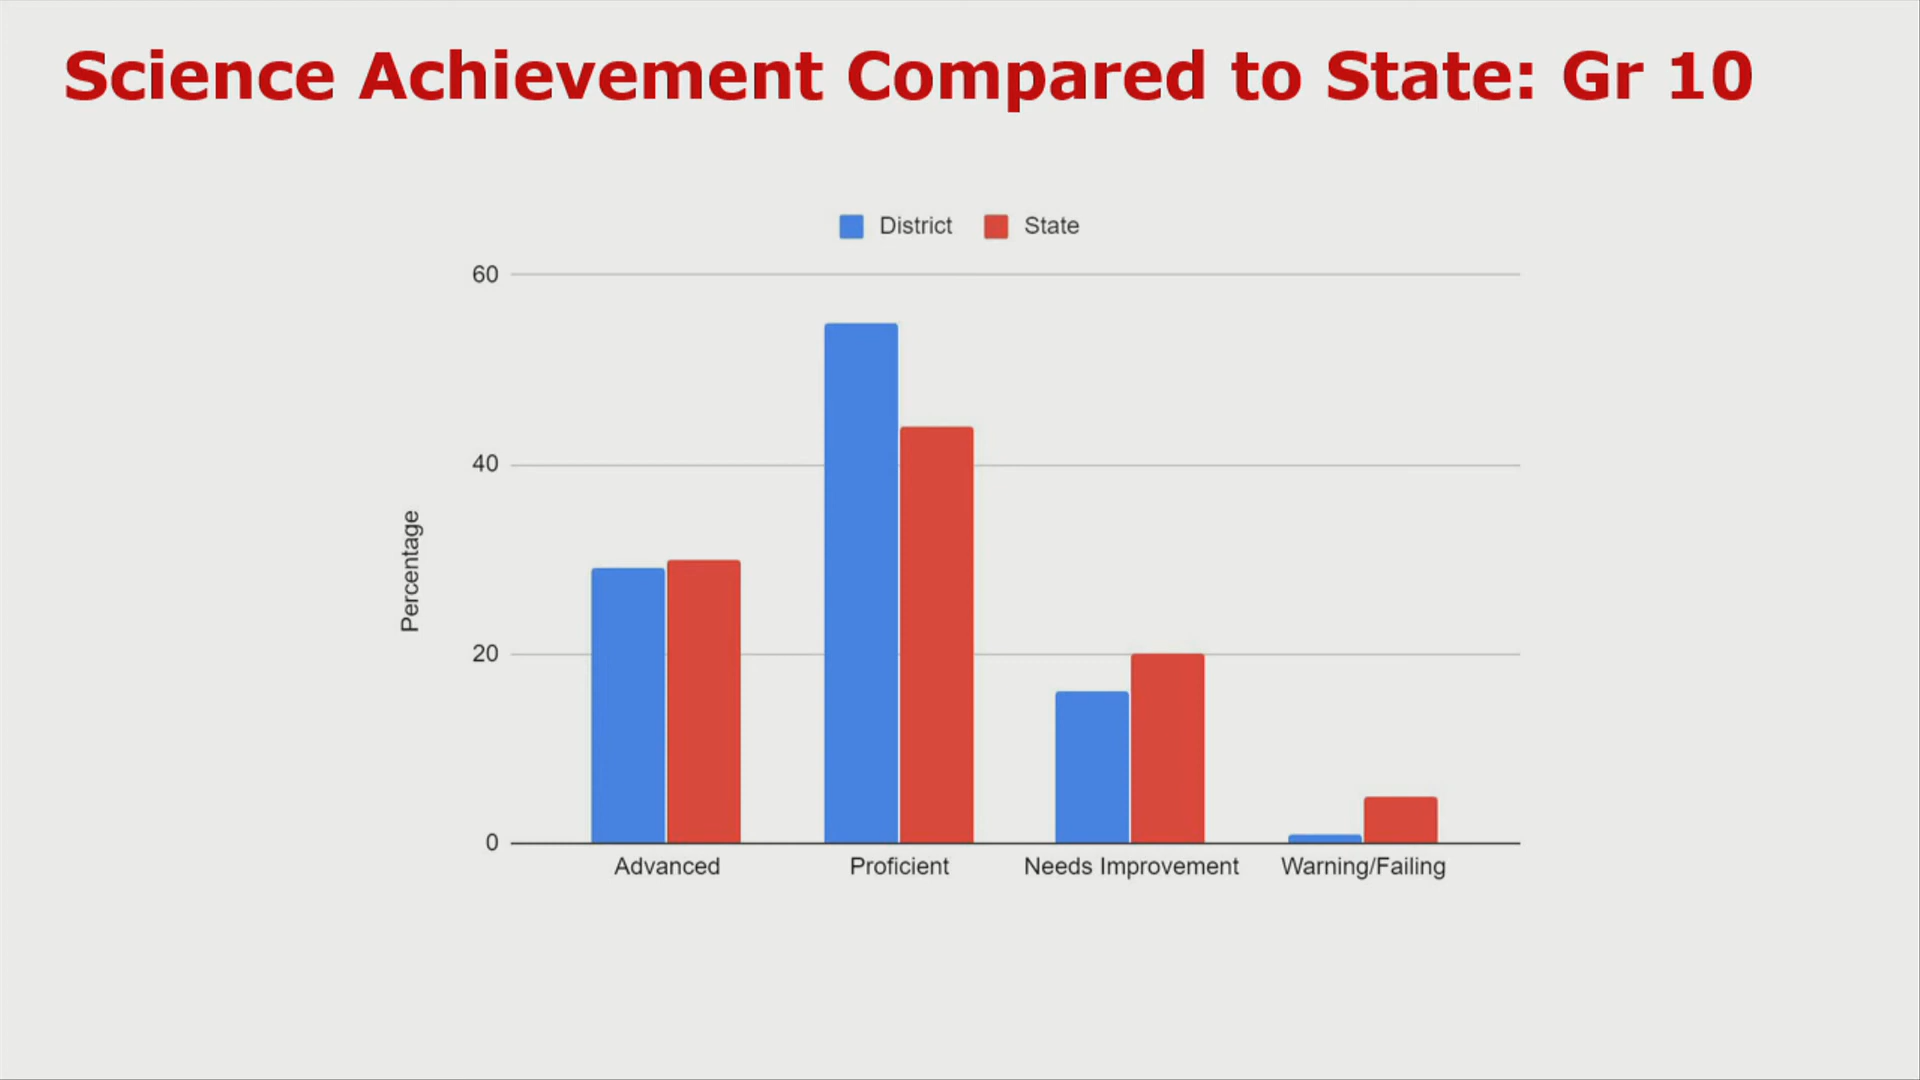 Science Achievement Compared to State: Gr 10
District State
60
40
20
0
Percentage
Advanced Proficient Needs Improvement Warning/Failing